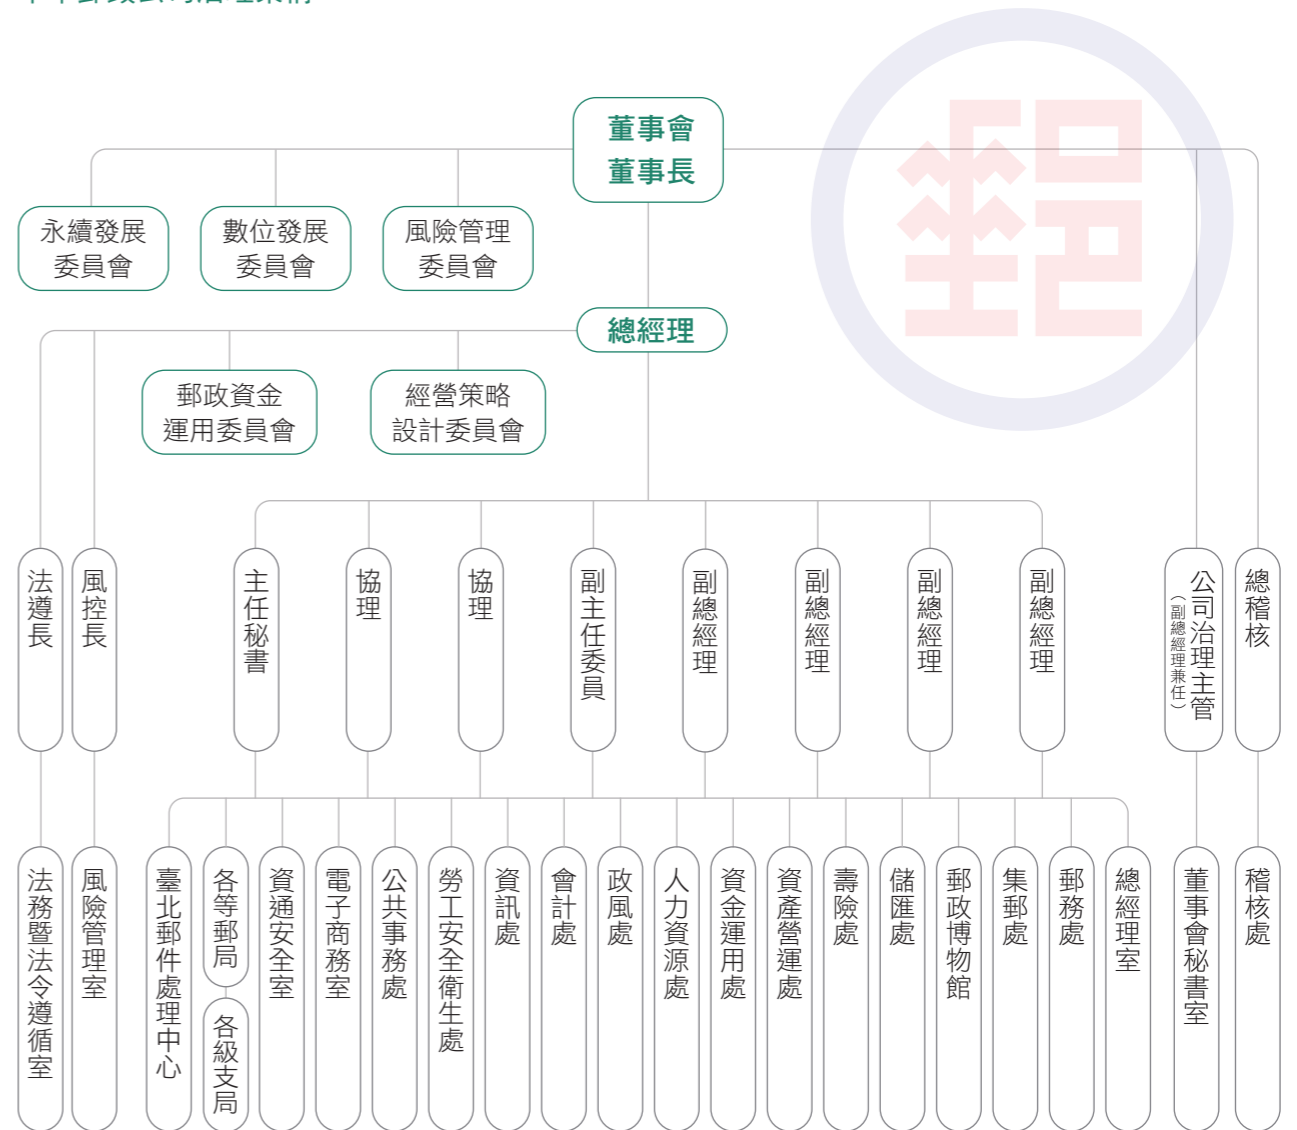 董事會
董事長
永續發展
委員會
數位發展
委員會
風險管理
委員會
總經理
郵政資金
運用委員會
經營策略
設計委員會
法遵長
風控長
主任秘書
協理
協理
副主任委員
副總經理
副總經理
副總經理
副總經理
公司治理主管
（副總經理兼任）
總稽核
法務暨法令遵循室
風險管理室
臺北郵件處理中心
各等郵局
各級支局
資通安全室
電子商務室
公共事務處
勞工安全衛生處
資訊處
會計處
政風處
人力資源處
資金運用處
資產營運處
壽險處
儲匯處
郵政博物館
集郵處
郵務處
總經理室
董事會秘書室
稽核處
郵